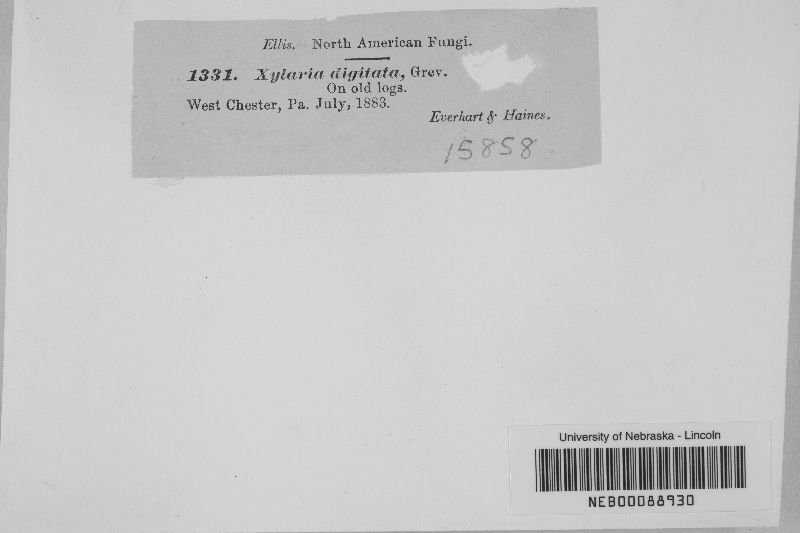 Ellis. North American Fungi.
1331. Xylaria digitata, Grev.
On old logs.
West Chester, Pa. July, 1883.
Everhart & Haines.
15858
University of Nebraska - Lincoln
NEB00088930